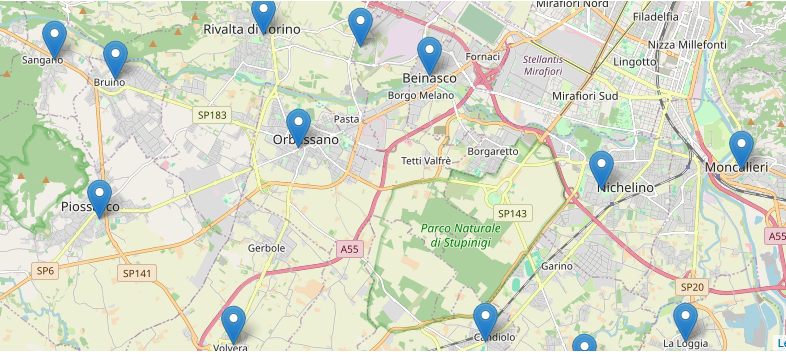 Mirafiori Nord
Filadelfia
Rivalta di Torino
Nizza Millefonti
Sangano
Fornaci
Stellantis
Mirafiori
Lingotto
Bruino
Beinasco
Borgo Melano
Mirafiori Sud
SP183
Pasta
Orbassano
Borgaretto
Tetti Valfrè
Moncalieri
Nichelino
Piossasco
SP143
Parco Naturale
di Stupinigi
A55
A55
Gerbole
Garino
SP6
SP141
SP20
Candiolo
La Loggia
Volvera
Le